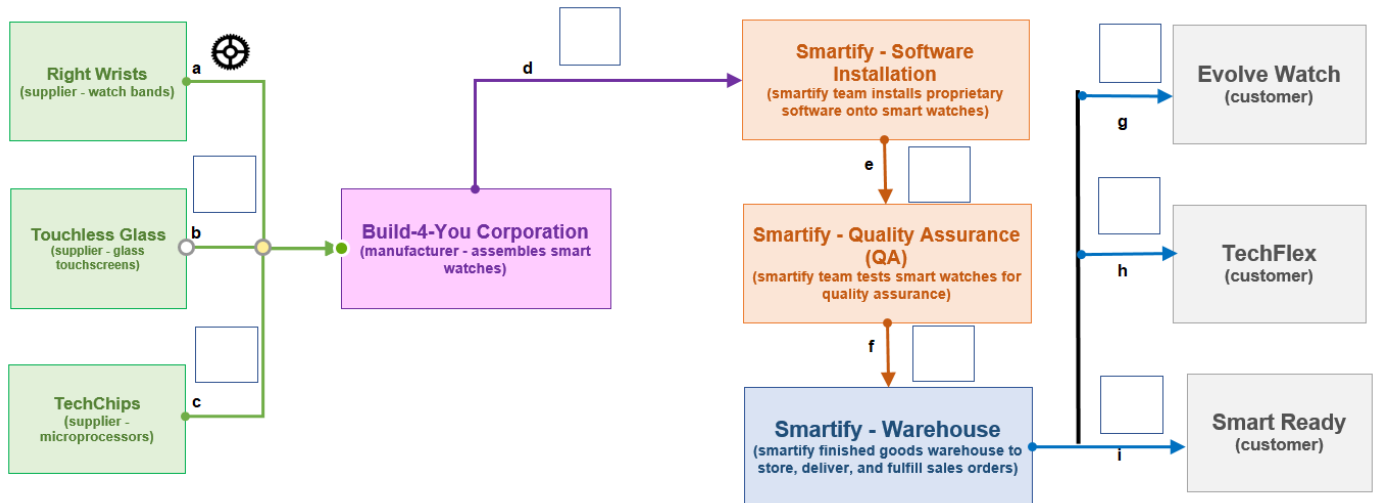 a
Right Wrists
(supplier - watch bands)
b
Touchless Glass
(supplier - glass
touchscreens)
c
TechChips
(supplier -
microprocessors)
Build-4-You Corporation
(manufacturer - assembles smart
watches)
d
Smartify - Software
Installation
(smartify team installs proprietary
software onto smart watches)
e
Smartify - Quality Assurance
(QA)
(smartify team tests smart watches for
quality assurance)
f
Smartify - Warehouse
(smartify finished goods warehouse to
store, deliver, and fulfill sales orders)
g
Evolve Watch
(customer)
h
TechFlex
(customer)
i
Smart Ready
(customer)